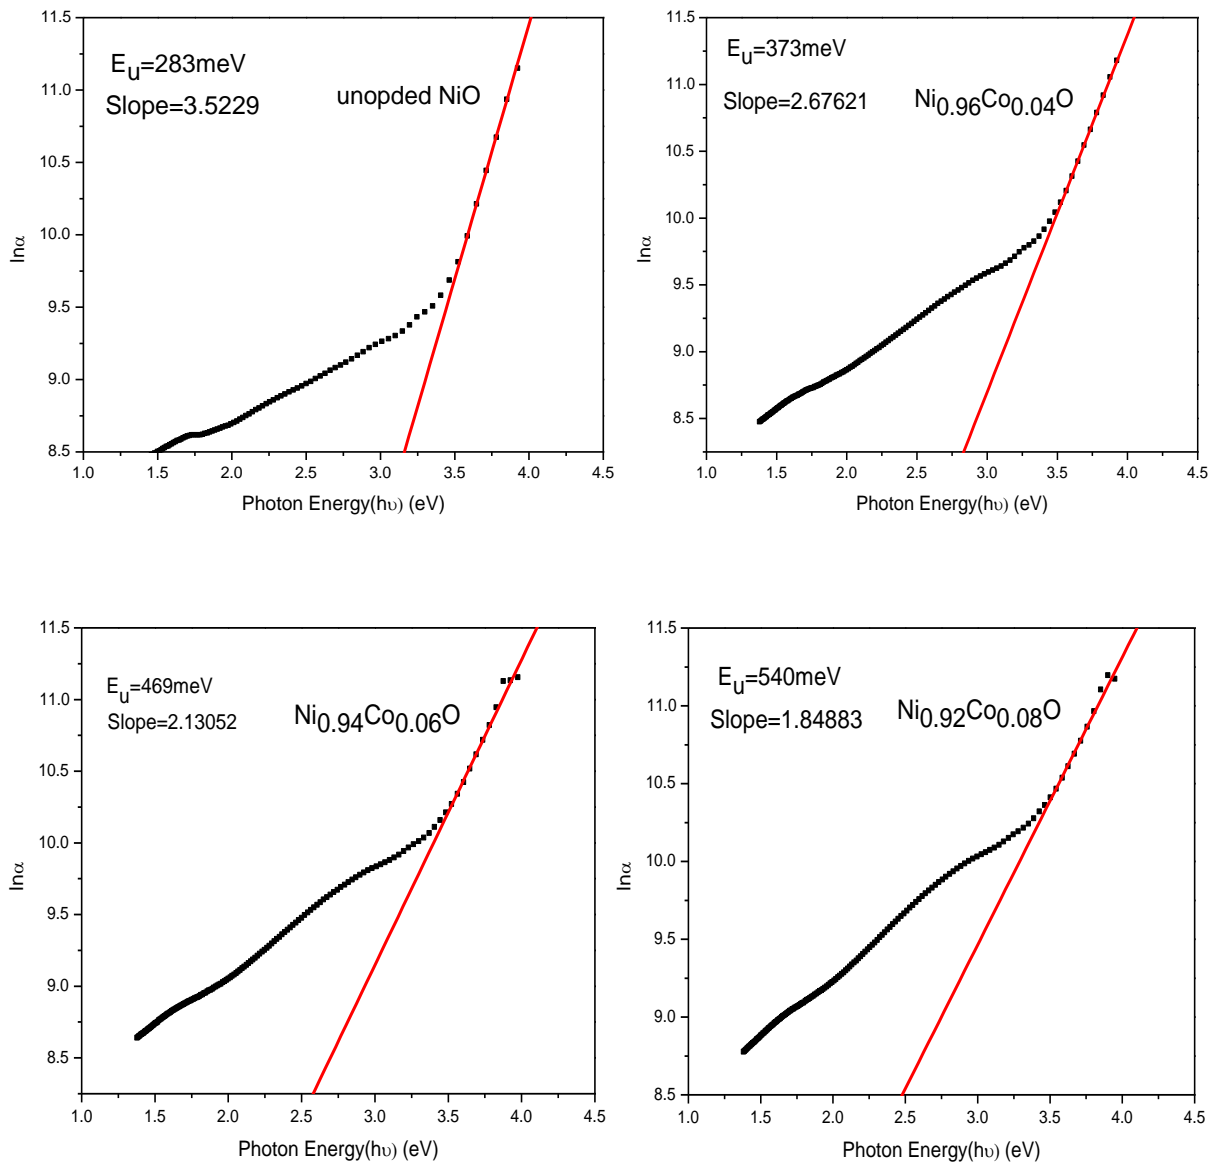 11.5
11.0
10.5
10.0
9.5
9.0
8.5
lnα
1.0 1.5 2.0 2.5 3.0 3.5 4.0 4.5
Photon Energy(hυ) (eV)
Eu=283meV
Slope=3.5229
unopded NiO
11.5
11.0
10.5
10.0
9.5
9.0
8.5
lnα
1.0 1.5 2.0 2.5 3.0 3.5 4.0 4.5
Photon Energy(hυ) (eV)
Eu=373meV
Slope=2.67621
Ni0.96Co0.04O
11.5
11.0
10.5
10.0
9.5
9.0
8.5
lnα
1.0 1.5 2.0 2.5 3.0 3.5 4.0 4.5
Photon Energy(hυ) (eV)
Eu=469meV
Slope=2.13052
Ni0.94Co0.06O
11.5
11.0
10.5
10.0
9.5
9.0
8.5
lnα
1.0 1.5 2.0 2.5 3.0 3.5 4.0 4.5
Photon Energy(hυ) (eV)
Eu=540meV
Slope=1.84883
Ni0.92Co0.08O